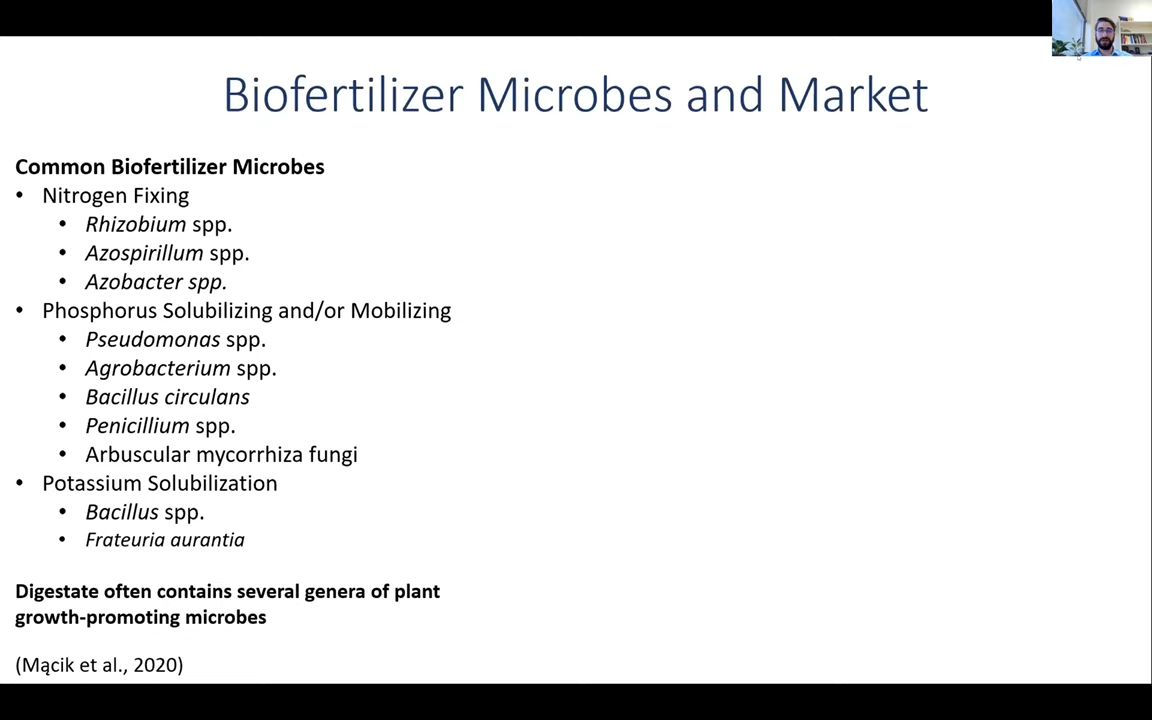 Biofertilizer Microbes and Market
Common Biofertilizer Microbes
• Nitrogen Fixing
• Rhizobium spp.
• Azospirillum spp.
• Azobacter spp.
• Phosphorus Solubilizing and/or Mobilizing
• Pseudomonas spp.
• Agrobacterium spp.
• Bacillus circulans
• Penicillium spp.
• Arbuscular mycorrhiza fungi
• Potassium Solubilization
• Bacillus spp.
• Frateuria aurantia
Digestate often contains several genera of plant
growth-promoting microbes
(Mącik et al., 2020)